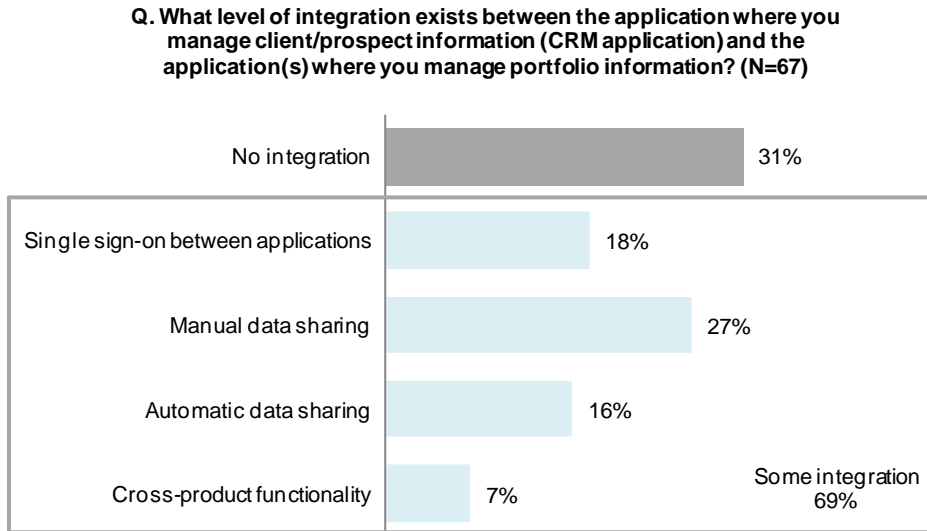 Q. What level of integration exists between the application where you
manage client/prospect information (CRM application) and the
application(s) where you manage portfolio information? (N=67)
No integration 31%
Single sign-on between applications 18%
Manual data sharing 27%
Automatic data sharing 16%
Cross-product functionality 7%
Some integration
69%